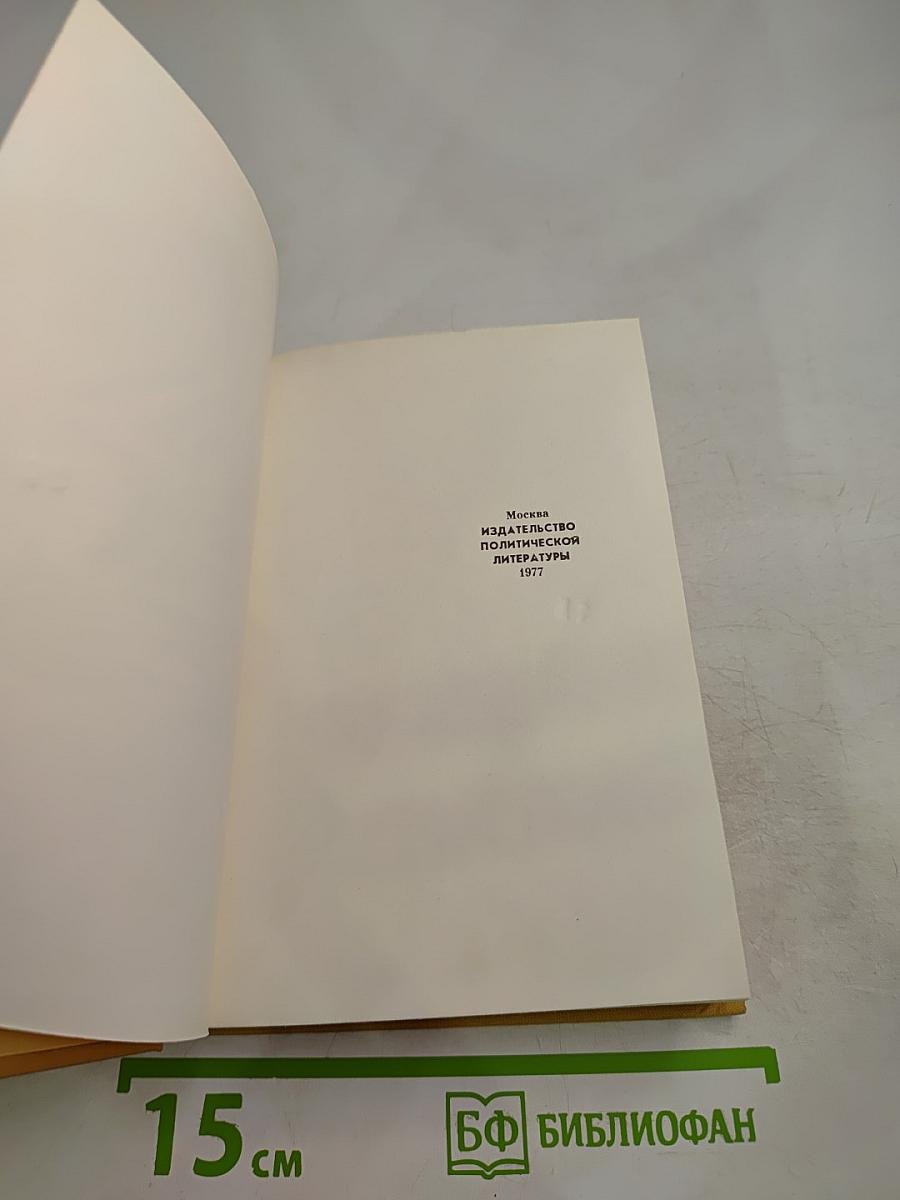 Москва
ИЗДАТЕЛЬСТВО
ПОЛИТИЧЕСКОЙ
ЛИТЕРАТУРЫ
1977
15 см
БФ БИБЛИОФАН